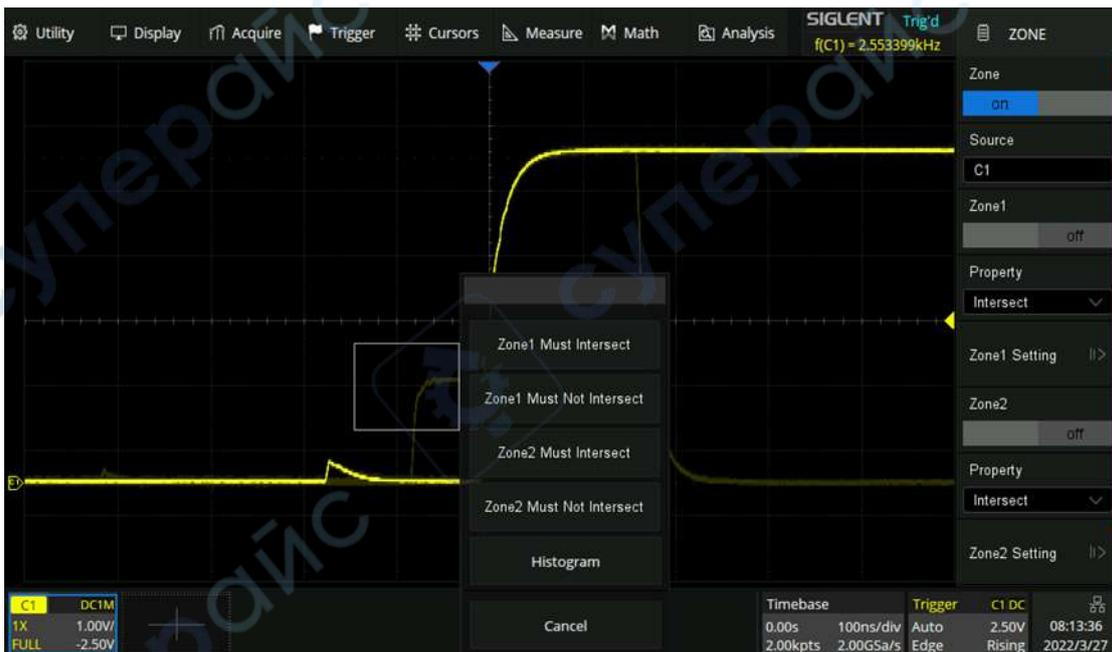 Utility Display Acquire Trigger Cursors Measure Math Analysis
SIGLENT Trig'd
f(C1) = 2.553399kHz
ZONE
Zone
on
Source
C1
Zone1
off
Property
Intersect
Zone1 Setting
Zone2
off
Property
Intersect
Zone2 Setting
Zone1 Must Intersect
Zone1 Must Not Intersect
Zone2 Must Intersect
Zone2 Must Not Intersect
Histogram
Cancel
C1
C1 DC1M
1X 1.00V/
FULL -2.50V
Timebase
0.00s 100ns/div
2.00kpts 2.00GSa/s
Trigger C1 DC
Auto 2.50V
Edge Rising
08:13:36
2022/3/27
суперайс
суперайс
суперайс